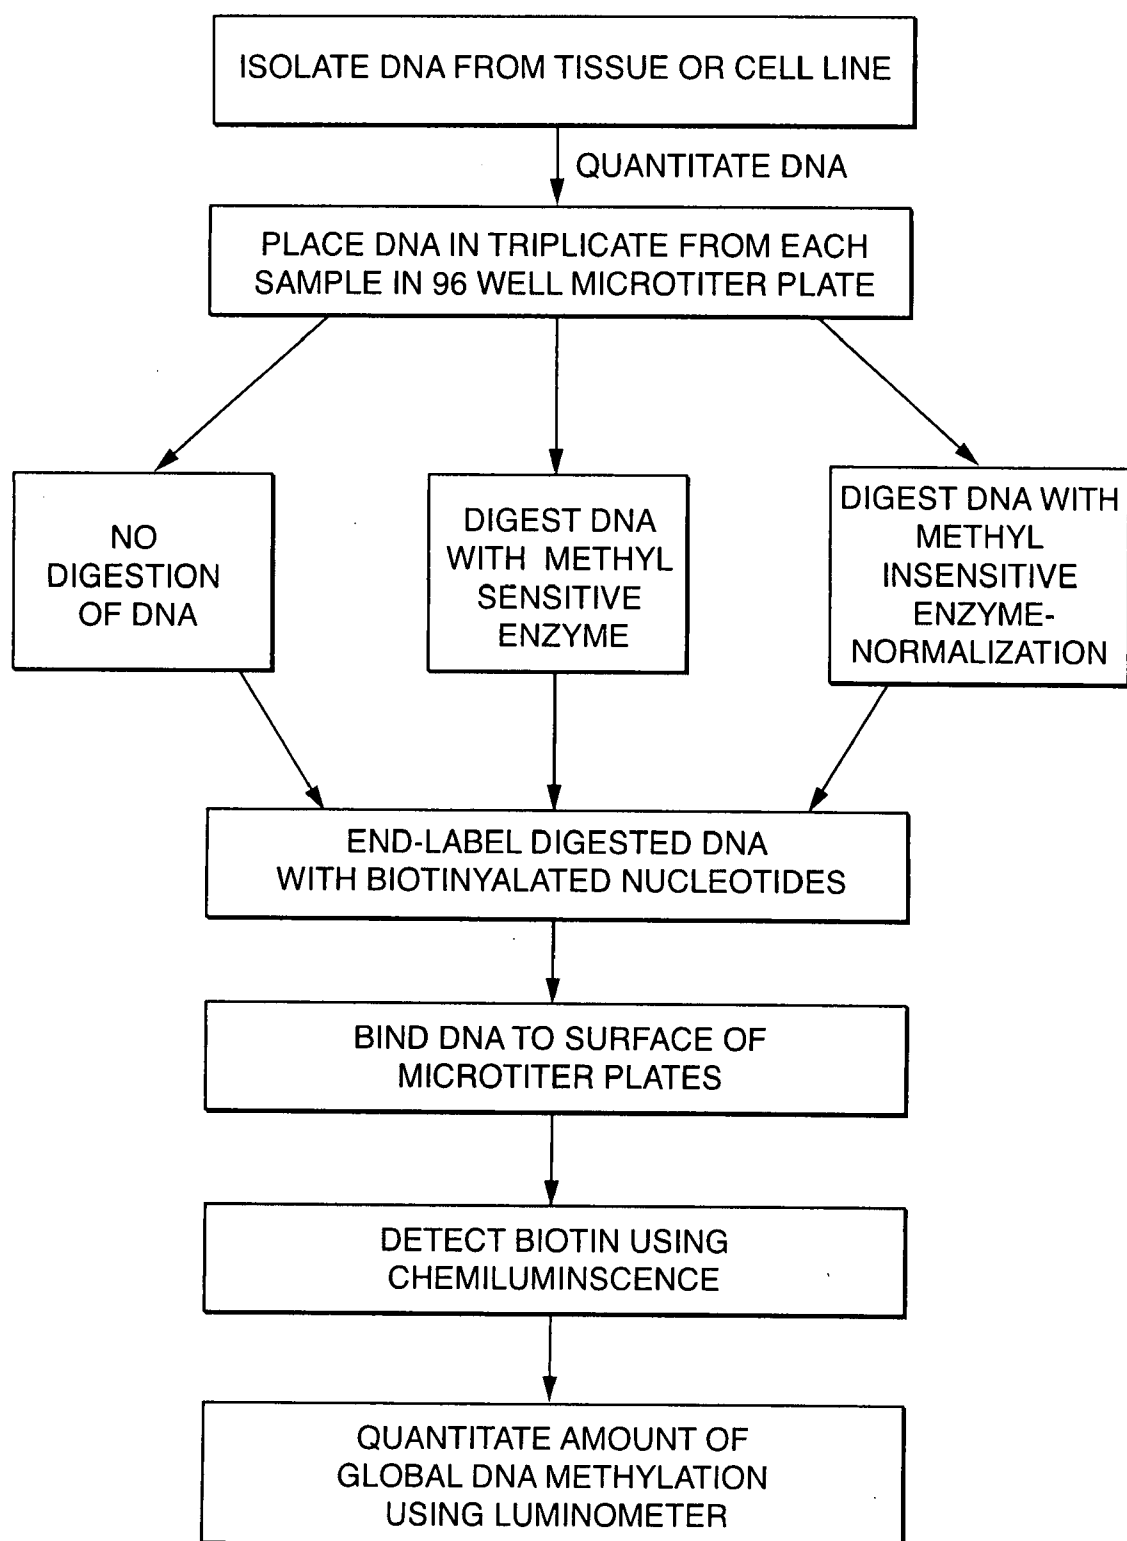 ISOLATE DNA FROM TISSUE OR CELL LINE
QUANTITATE DNA
PLACE DNA IN TRIPLICATE FROM EACH
SAMPLE IN 96 WELL MICROTITER PLATE
NO
DIGESTION
OF DNA
DIGEST DNA
WITH METHYL
SENSITIVE
ENZYME
DIGEST DNA WITH
METHYL
INSENSITIVE
ENZYME-
NORMALIZATION
END-LABEL DIGESTED DNA
WITH BIOTINYALATED NUCLEOTIDES
BIND DNA TO SURFACE OF
MICROTITER PLATES
DETECT BIOTIN USING
CHEMILUMINSCENCE
QUANTITATE AMOUNT OF
GLOBAL DNA METHYLATION
USING LUMINOMETER